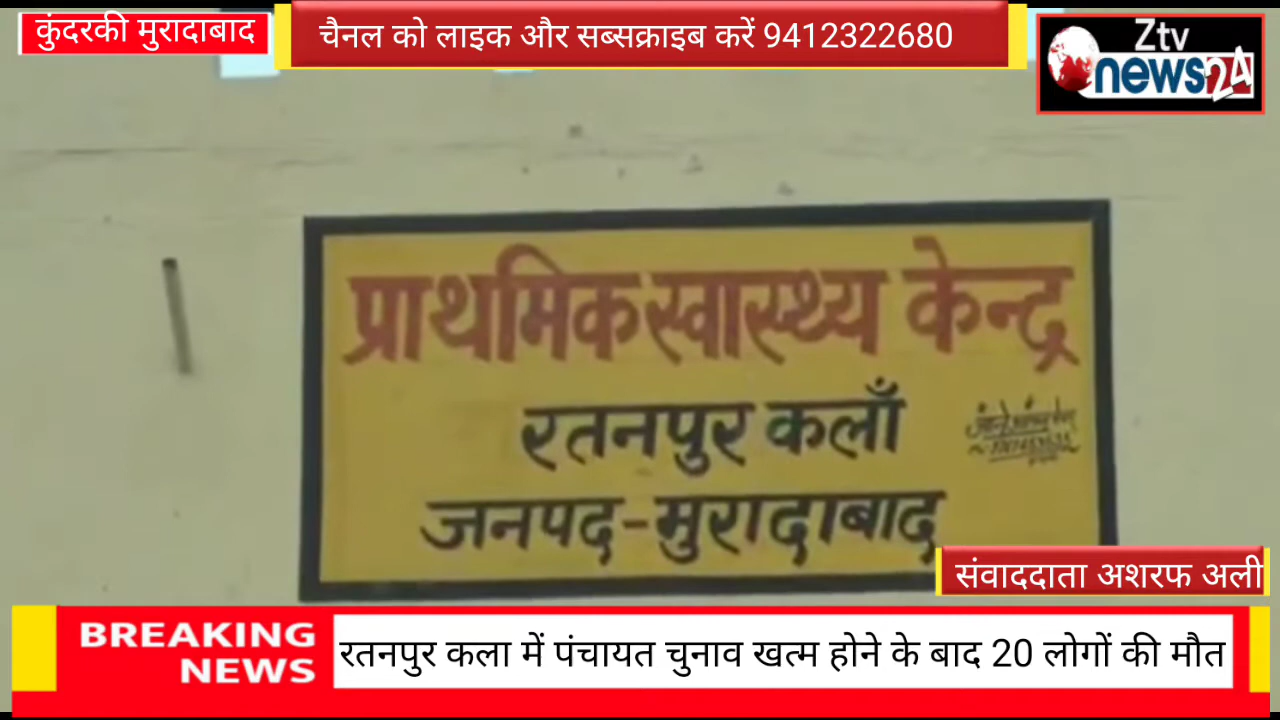 कुंदरकी मुरादाबाद
चैनल को लाइक और सब्सक्राइब करें 9412322680
Ztv
news24
प्राथमिक स्वास्थ्य केन्द्र
रतनपुर कलाँ
जनपद-मुरादाबाद
संवाददाता अशरफ अली
BREAKING
NEWS
रतनपुर कला में पंचायत चुनाव खत्म होने के बाद 20 लोगों की मौत